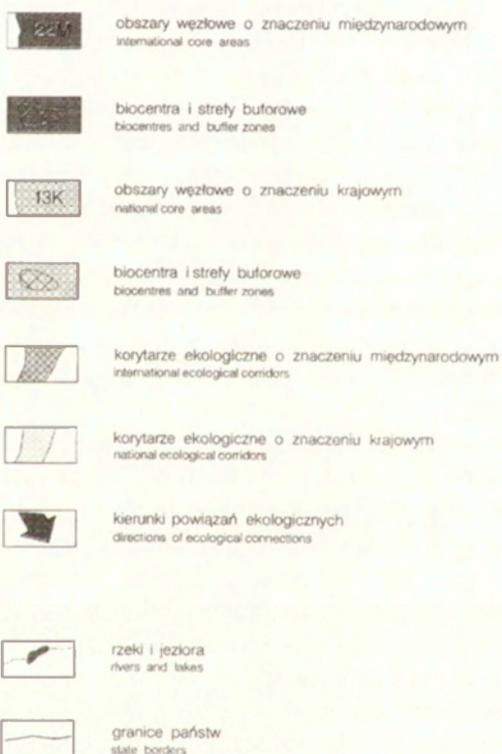 22M
obszary węzłowe o znaczeniu międzynarodowym
international core areas
biocentra i strefy buforowe
biocentres and buffer zones
13K
obszary węzłowe o znaczeniu krajowym
national core areas
biocentra i strefy buforowe
biocentres and buffer zones
korytarze ekologiczne o znaczeniu międzynarodowym
international ecological corridors
korytarze ekologiczne o znaczeniu krajowym
national ecological corridors
kierunki powiązań ekologicznych
directions of ecological connections
rzeki i jeziora
rivers and lakes
granice państw
state borders